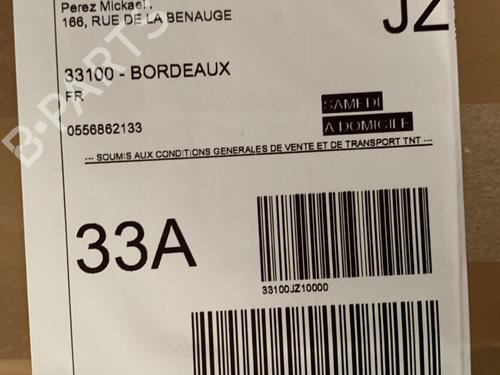 Perez Mickael .
JZ
166, RUE DE LA BENAUGE
33100 - BORDEAUX
FR
0556862133
SAMEDI
A DOMICILE
--- SOUMIS AUX CONDITIONS GENERALES DE VENTE ET DE TRANSPORT TNT ---
33A
33100JZ10000
B-PARTS